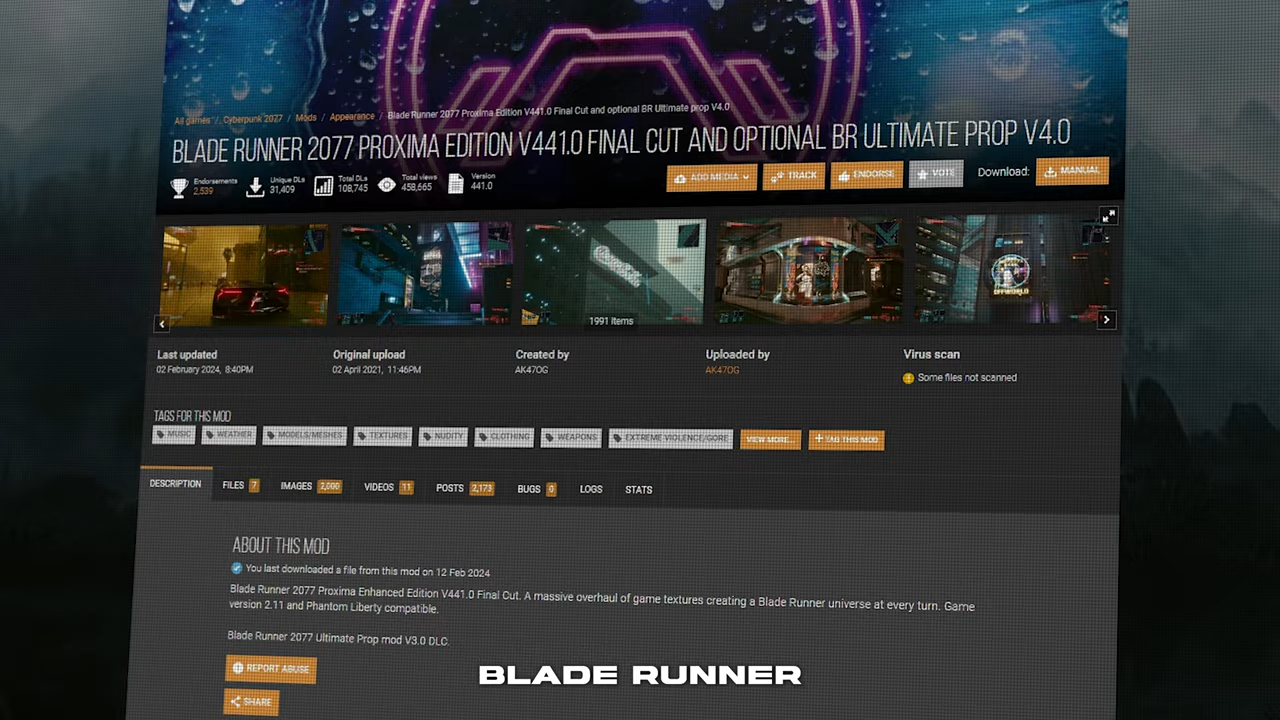 All games / Cyberpunk 2077 / Mods / Appearance / Blade Runner 2077 Proxima Edition V441.0 Final Cut and optional BR Ultimate prop V4.0
BLADE RUNNER 2077 PROXIMA EDITION V441.0 FINAL CUT AND OPTIONAL BR ULTIMATE PROP V4.0
Endorsements
2,539
Unique DLs
31,409
Total DLs
108,745
Total views
458,665
Version
441.0
ADD MEDIA
TRACK
ENDORSE
VOTE
Download:
MANUAL
OFFWORLD
1991 items
Last updated
02 February 2024, 8:40PM
Original upload
02 April 2021, 11:46PM
Created by
AK47OG
Uploaded by
AK47OG
Virus scan
Some files not scanned
TAGS FOR THIS MOD
MUSIC
WEATHER
MODELS/MESHES
TEXTURES
NUDITY
CLOTHING
WEAPONS
EXTREME VIOLENCE/GORE
VIEW MORE...
+ TAG THIS MOD
DESCRIPTION
FILES 7
IMAGES 2,000
VIDEOS 11
POSTS 2,173
BUGS 0
LOGS
STATS
ABOUT THIS MOD
You last downloaded a file from this mod on 12 Feb 2024
Blade Runner 2077 Proxima Enhanced Edition V441.0 Final Cut. A massive overhaul of game textures creating a Blade Runner universe at every turn. Game
version 2.11 and Phantom Liberty compatible.
Blade Runner 2077 Ultimate Prop mod V3.0 DLC.
REPORT ABUSE
SHARE
BLADE RUNNER